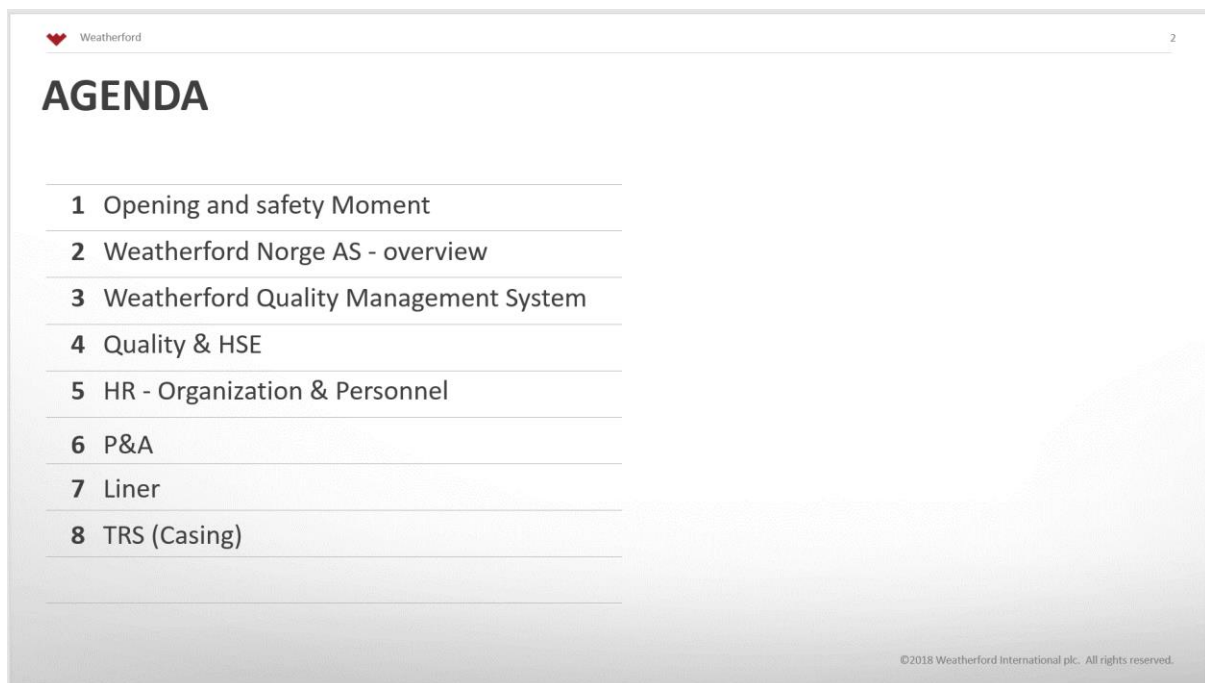 Weatherford
2
AGENDA
1 Opening and safety Moment
2 Weatherford Norge AS - overview
3 Weatherford Quality Management System
4 Quality & HSE
5 HR - Organization & Personnel
6 P&A
7 Liner
8 TRS (Casing)
©2018 Weatherford International plc. All rights reserved.